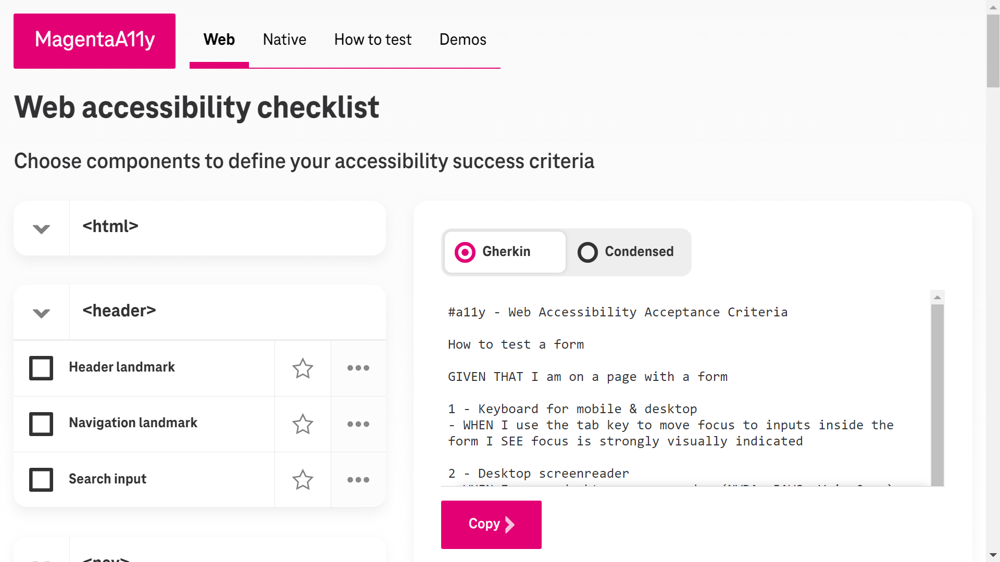 MagentaA11y
Web
Native
How to test
Demos
Web accessibility checklist
Choose components to define your accessibility success criteria
<html>
<header>
Header landmark
Navigation landmark
Search input
Gherkin
Condensed
#a11y - Web Accessibility Acceptance Criteria
How to test a form
GIVEN THAT I am on a page with a form
1 - Keyboard for mobile & desktop
- WHEN I use the tab key to move focus to inputs inside the
form I SEE focus is strongly visually indicated
2 - Desktop screenreader
Copy